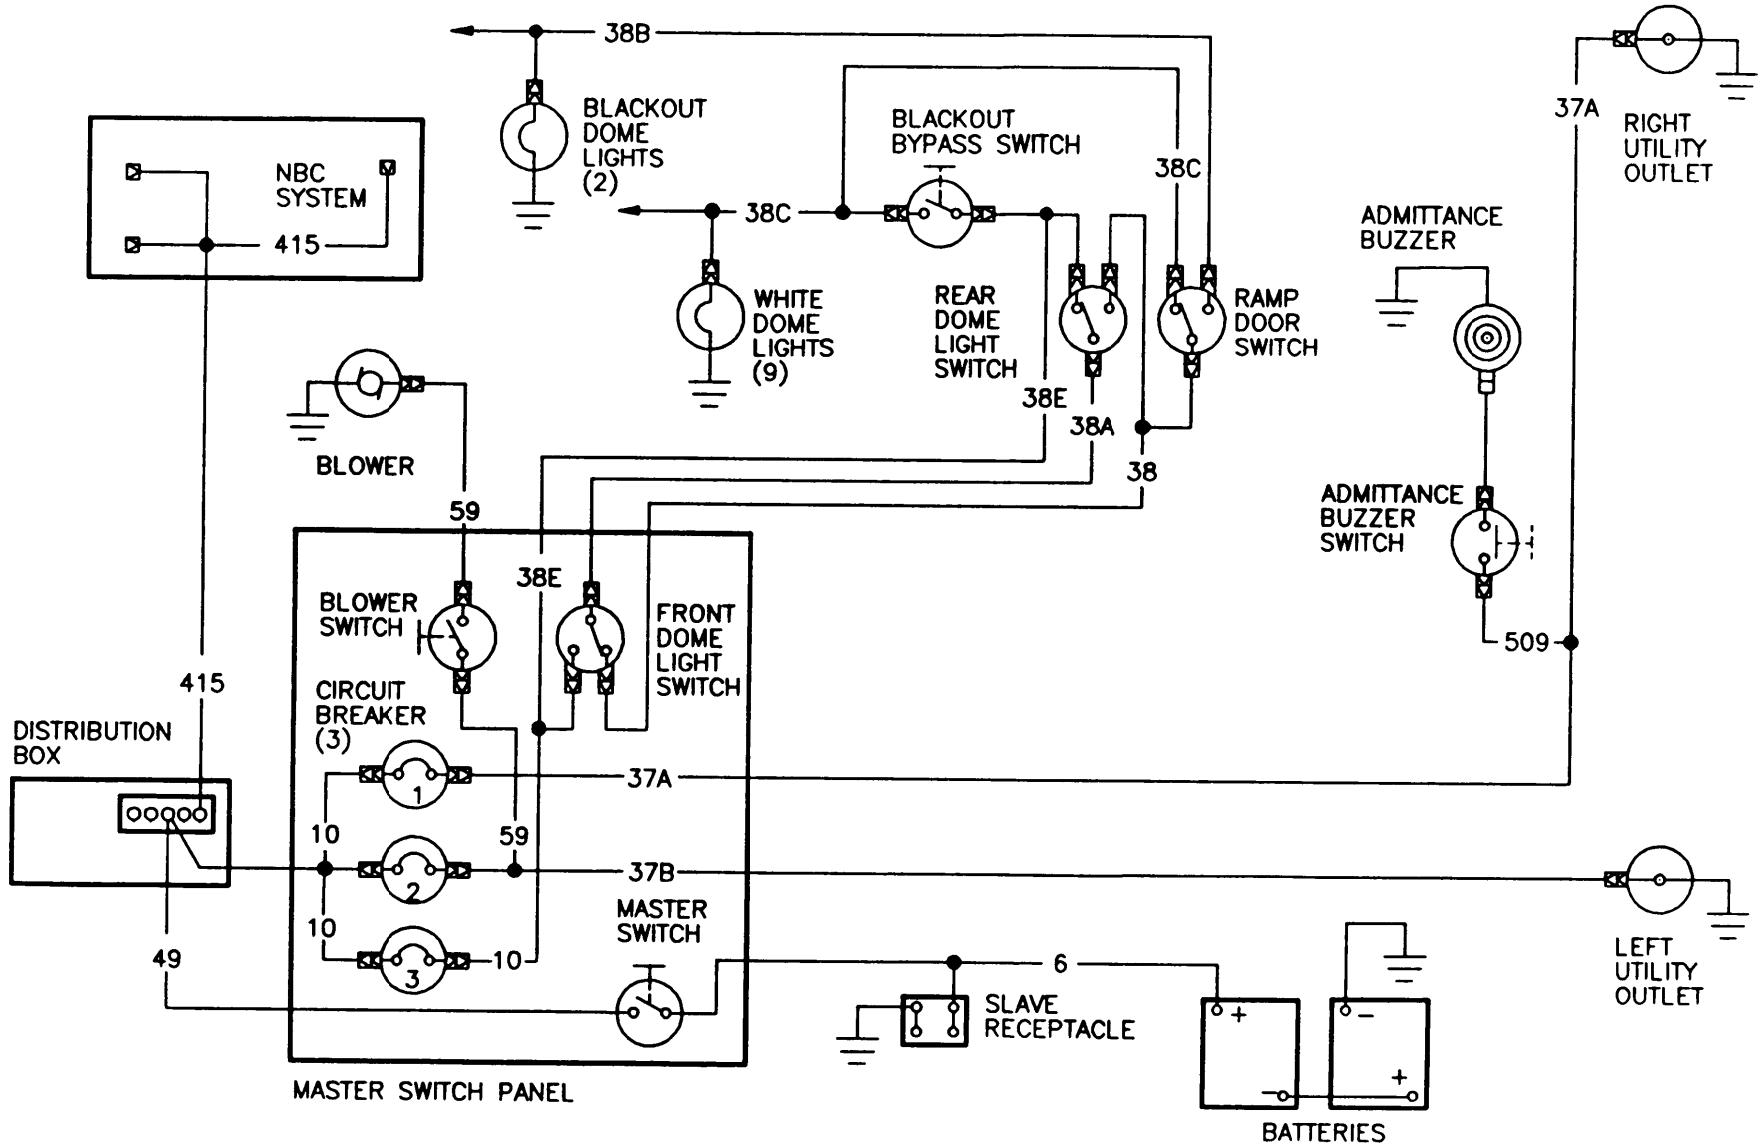 38B
BLACKOUT
DOME
LIGHTS
(2)
BLACKOUT
BYPASS SWITCH
37A
RIGHT
UTILITY
OUTLET
NBC
SYSTEM
415
38C
38C
ADMITTANCE
BUZZER
WHITE
DOME
LIGHTS
(9)
REAR
DOME
LIGHT
SWITCH
RAMP
DOOR
SWITCH
38E
38A
38
BLOWER
59
ADMITTANCE
BUZZER
SWITCH
509
38E
BLOWER
SWITCH
FRONT
DOME
LIGHT
SWITCH
415
CIRCUIT
BREAKER
(3)
DISTRIBUTION
BOX
1
37A
10
59
2
37B
10
MASTER
SWITCH
49
3
10
6
LEFT
UTILITY
OUTLET
SLAVE
RECEPTACLE
+
−
−
+
MASTER SWITCH PANEL
BATTERIES